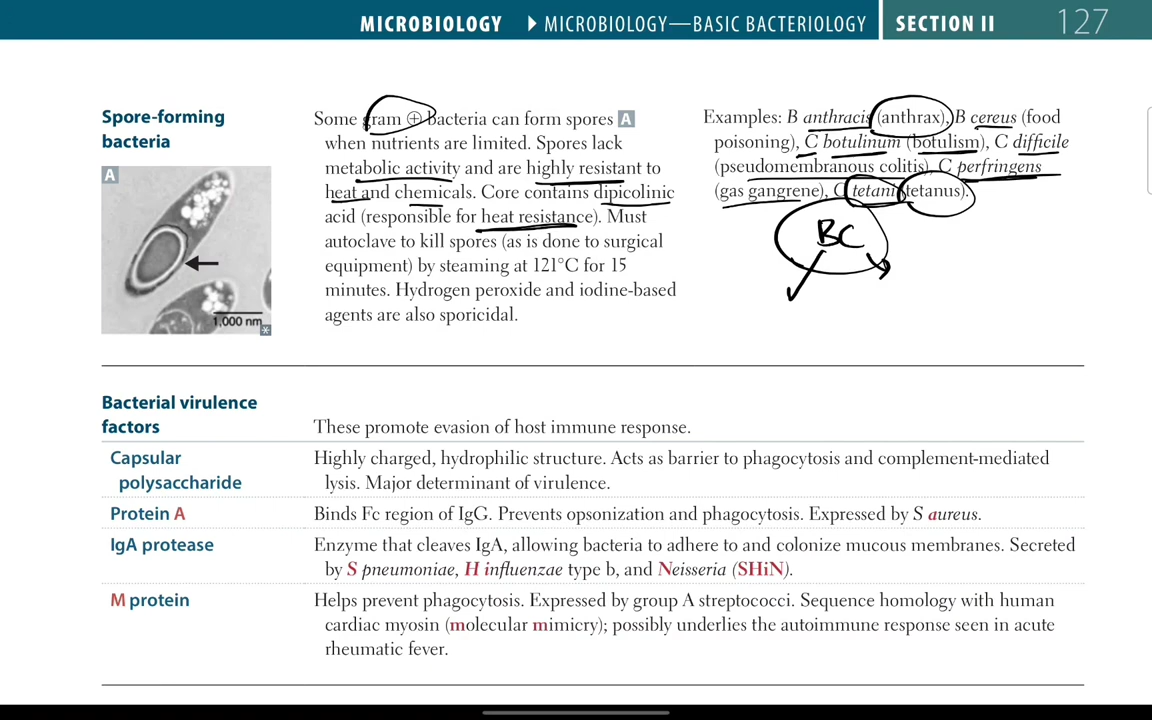 MICROBIOLOGY ▶ MICROBIOLOGY—BASIC BACTERIOLOGY SECTION II 127
Spore-forming
bacteria
A
1,000 nm
Some gram ⊕ bacteria can form spores A
when nutrients are limited. Spores lack
metabolic activity and are highly resistant to
heat and chemicals. Core contains dipicolinic
acid (responsible for heat resistance). Must
autoclave to kill spores (as is done to surgical
equipment) by steaming at 121°C for 15
minutes. Hydrogen peroxide and iodine-based
agents are also sporicidal.
Examples: B anthracis (anthrax), B cereus (food
poisoning), C botulinum (botulism), C difficile
(pseudomembranous colitis), C perfringens
(gas gangrene), C tetani (tetanus).
BC
Bacterial virulence
factors
These promote evasion of host immune response.
Capsular
polysaccharide
Highly charged, hydrophilic structure. Acts as barrier to phagocytosis and complement-mediated
lysis. Major determinant of virulence.
Protein A
Binds Fc region of IgG. Prevents opsonization and phagocytosis. Expressed by S aureus.
IgA protease
Enzyme that cleaves IgA, allowing bacteria to adhere to and colonize mucous membranes. Secreted
by S pneumoniae, H influenzae type b, and Neisseria (SHiN).
M protein
Helps prevent phagocytosis. Expressed by group A streptococci. Sequence homology with human
cardiac myosin (molecular mimicry); possibly underlies the autoimmune response seen in acute
rheumatic fever.